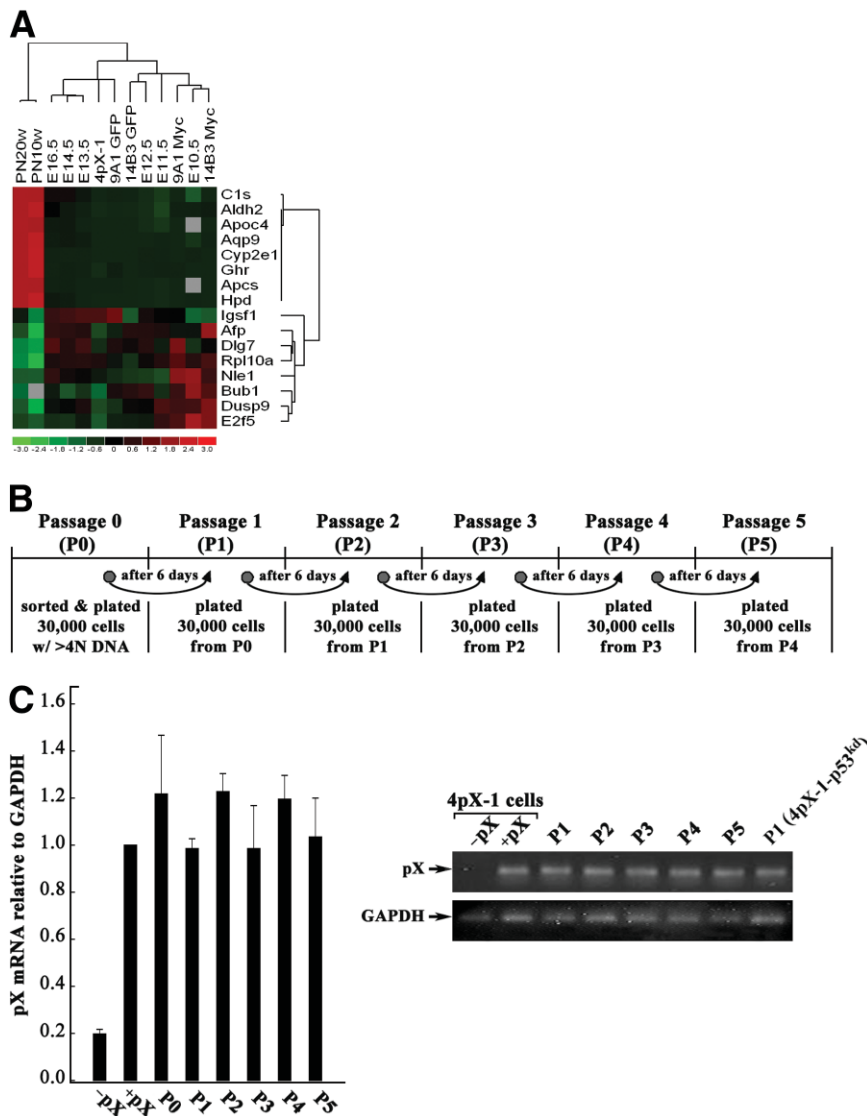 A
PN20w
PN10w
E16.5
E14.5
E13.5
4pX-1
9A1 GFP
14B3 GFP
E12.5
E11.5
9A1 Myc
E10.5
14B3 Myc
C1s
Aldh2
Apoc4
Aqp9
Cyp2e1
Ghr
Apcs
Hpd
Igsf1
Afp
Dlg7
Rpl10a
Nle1
Bub1
Dusp9
E2f5
-3.0 -2.4 -1.8 -1.2 -0.6 0 0.6 1.2 1.8 2.4 3.0
B
Passage 0 Passage 1 Passage 2 Passage 3 Passage 4 Passage 5
(P0) (P1) (P2) (P3) (P4) (P5)
after 6 days after 6 days after 6 days after 6 days after 6 days
sorted & plated plated plated plated plated plated
30,000 cells 30,000 cells 30,000 cells 30,000 cells 30,000 cells 30,000 cells
w/ >4N DNA from P0 from P1 from P2 from P3 from P4
C
pX mRNA relative to GAPDH
1.6
1.4
1.2
1.0
0.8
0.6
0.4
0.2
0.0
-pX +pX P0 P1 P2 P3 P4 P5
4pX-1 cells
-pX +pX P1 P2 P3 P4 P5 P1 (4pX-1-p53kd)
pX
GAPDH